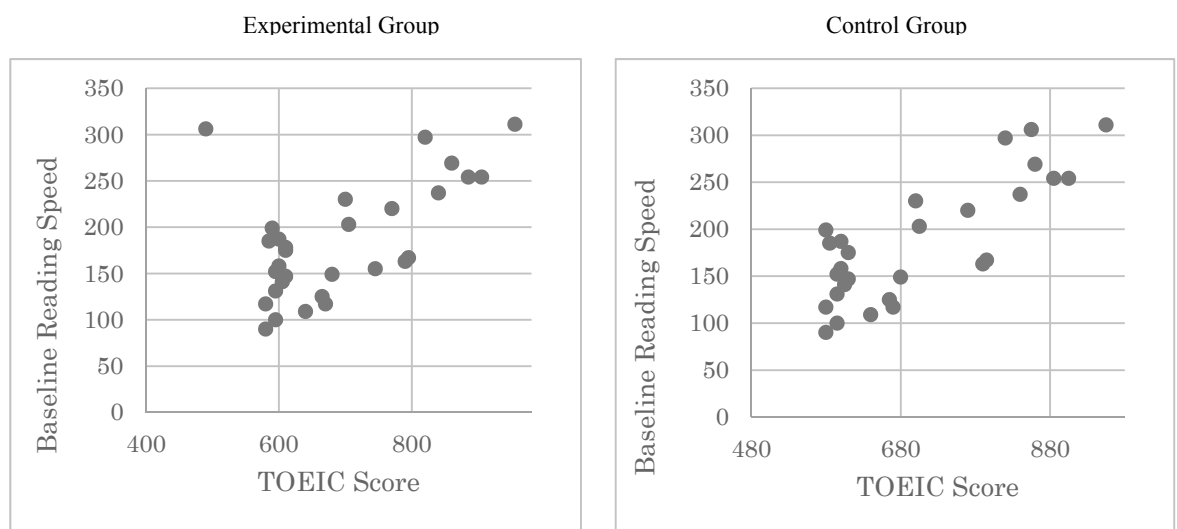 Experimental Group
350
300
250
200
150
100
50
0
400 600 800
Baseline Reading Speed
TOEIC Score
Control Group
350
300
250
200
150
100
50
0
480 680 880
Baseline Reading Speed
TOEIC Score